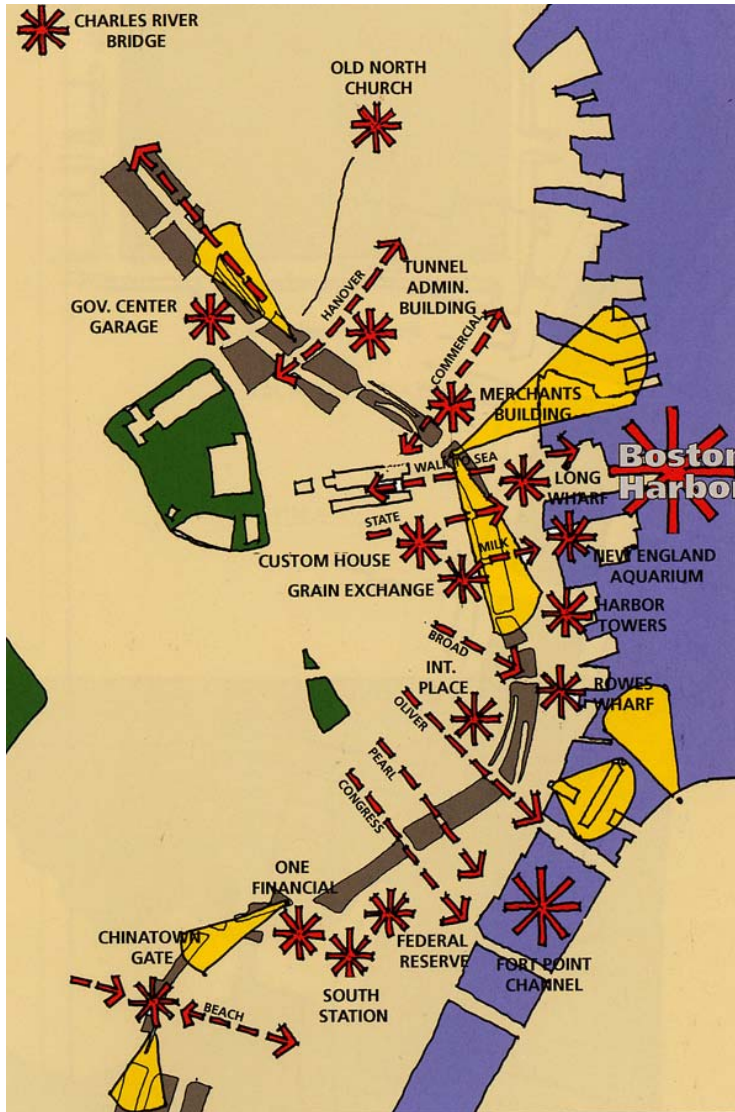 CHARLES RIVER
BRIDGE
OLD NORTH
CHURCH
HANOVER
TUNNEL
ADMIN.
BUILDING
GOV. CENTER
GARAGE
COMMERCIAL
MERCHANTS
BUILDING
Boston
Harbor
WALK TO SEA
LONG
WHARF
STATE
CUSTOM HOUSE
MILK
NEW ENGLAND
AQUARIUM
GRAIN EXCHANGE
HARBOR
TOWERS
BROAD
INT.
PLACE
ROWES
WHARF
OLIVER
PEARL
CONGRESS
ONE
FINANCIAL
CHINATOWN
GATE
FEDERAL
RESERVE
FORT POINT
CHANNEL
SOUTH
STATION
BEACH